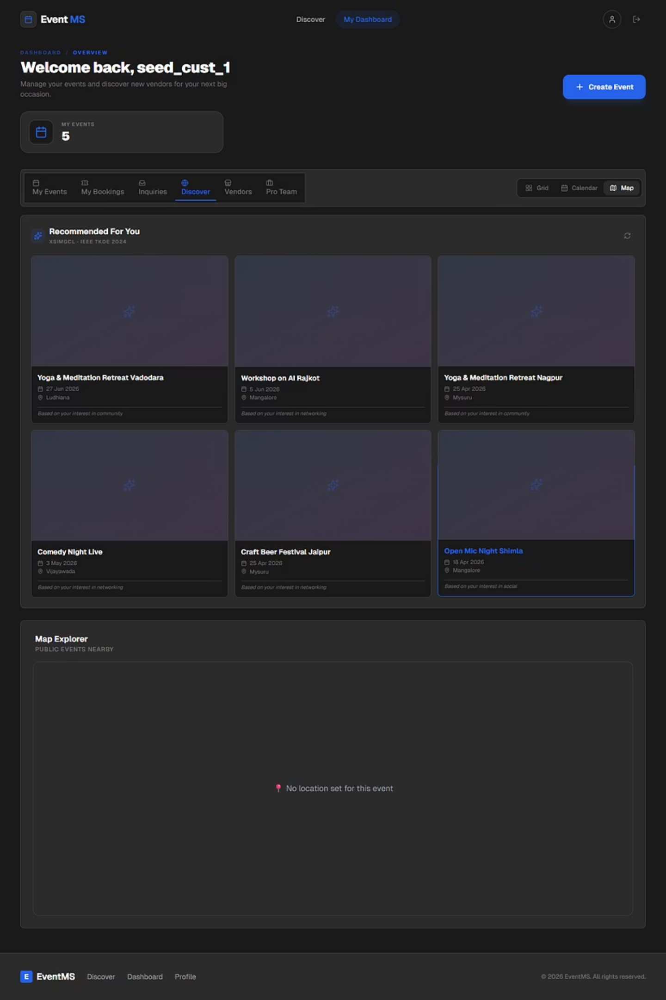 Event MS
Discover
My Dashboard
DASHBOARD / OVERVIEW
Welcome back, seed_cust_1
Manage your events and discover new vendors for your next big
occasion.
+ Create Event
MY EVENTS
5
My Events
My Bookings
Inquiries
Discover
Vendors
Pro Team
Grid
Calendar
Map
Recommended For You
XSIMGCL · IEEE TKDE 2024
Yoga & Meditation Retreat Vadodara
27 Jun 2026
Ludhiana
Based on your interest in community
Workshop on AI Rajkot
5 Jun 2026
Mangalore
Based on your interest in networking
Yoga & Meditation Retreat Nagpur
25 Apr 2026
Mysuru
Based on your interest in community
Comedy Night Live
3 May 2026
Vijayawada
Based on your interest in networking
Craft Beer Festival Jaipur
25 Apr 2026
Mysuru
Based on your interest in networking
Open Mic Night Shimla
18 Apr 2026
Mangalore
Based on your interest in social
Map Explorer
PUBLIC EVENTS NEARBY
📍 No location set for this event
E EventMS
Discover
Dashboard
Profile
© 2026 EventMS. All rights reserved.